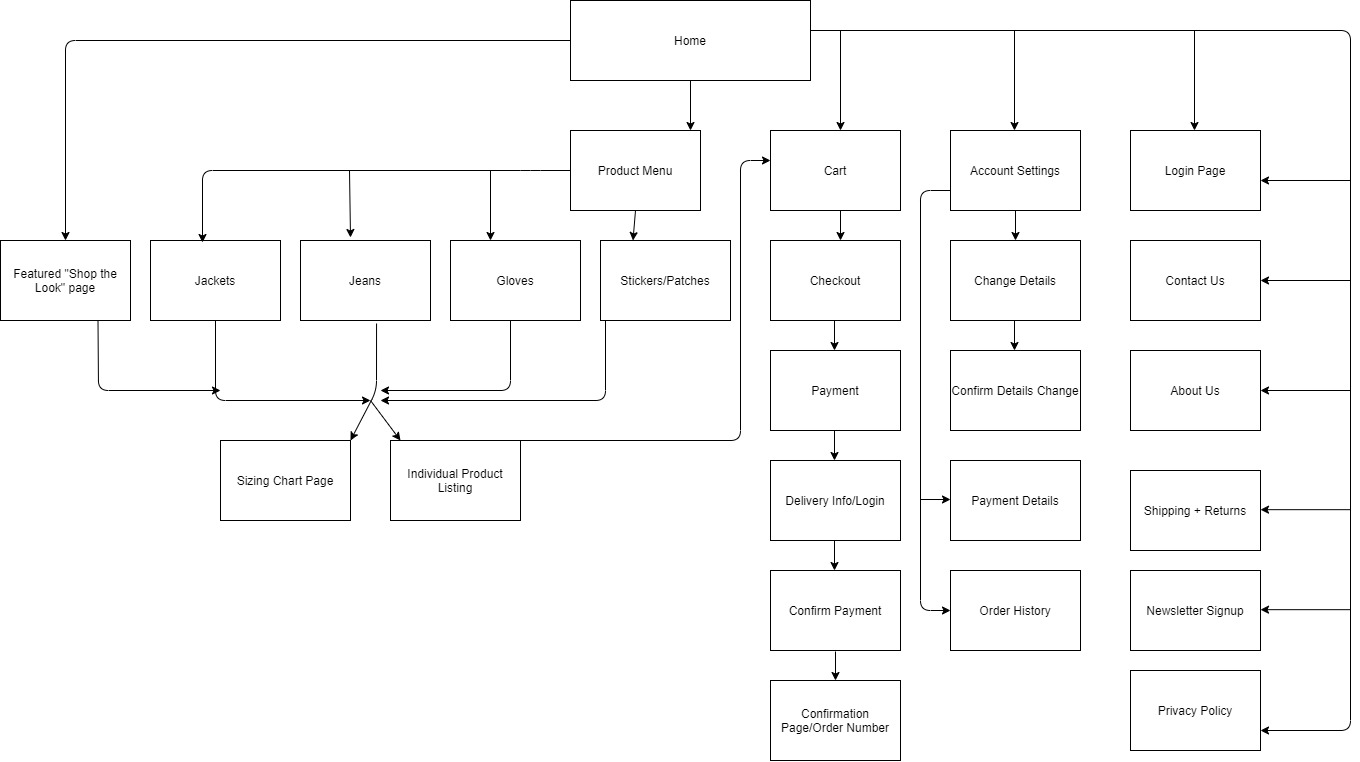 Home
Product Menu
Cart
Account Settings
Login Page
Featured "Shop the
Look" page
Jackets
Jeans
Gloves
Stickers/Patches
Checkout
Change Details
Contact Us
Payment
Confirm Details Change
About Us
Sizing Chart Page
Individual Product
Listing
Delivery Info/Login
Payment Details
Shipping + Returns
Confirm Payment
Order History
Newsletter Signup
Confirmation
Page/Order Number
Privacy Policy